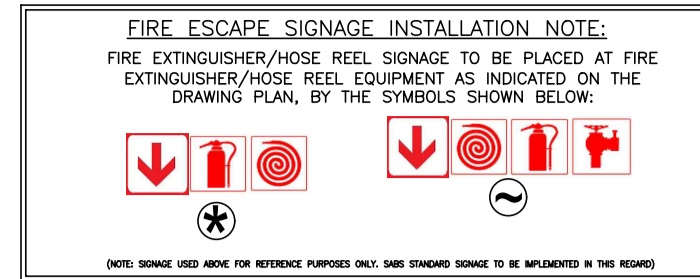 FIRE ESCAPE SIGNAGE INSTALLATION NOTE:
FIRE EXTINGUISHER/HOSE REEL SIGNAGE TO BE PLACED AT FIRE
EXTINGUISHER/HOSE REEL EQUIPMENT AS INDICATED ON THE
DRAWING PLAN, BY THE SYMBOLS SHOWN BELOW:
* ~
(NOTE: SIGNAGE USED ABOVE FOR REFERENCE PURPOSES ONLY. SABS STANDARD SIGNAGE TO BE IMPLEMENTED IN THIS REGARD)